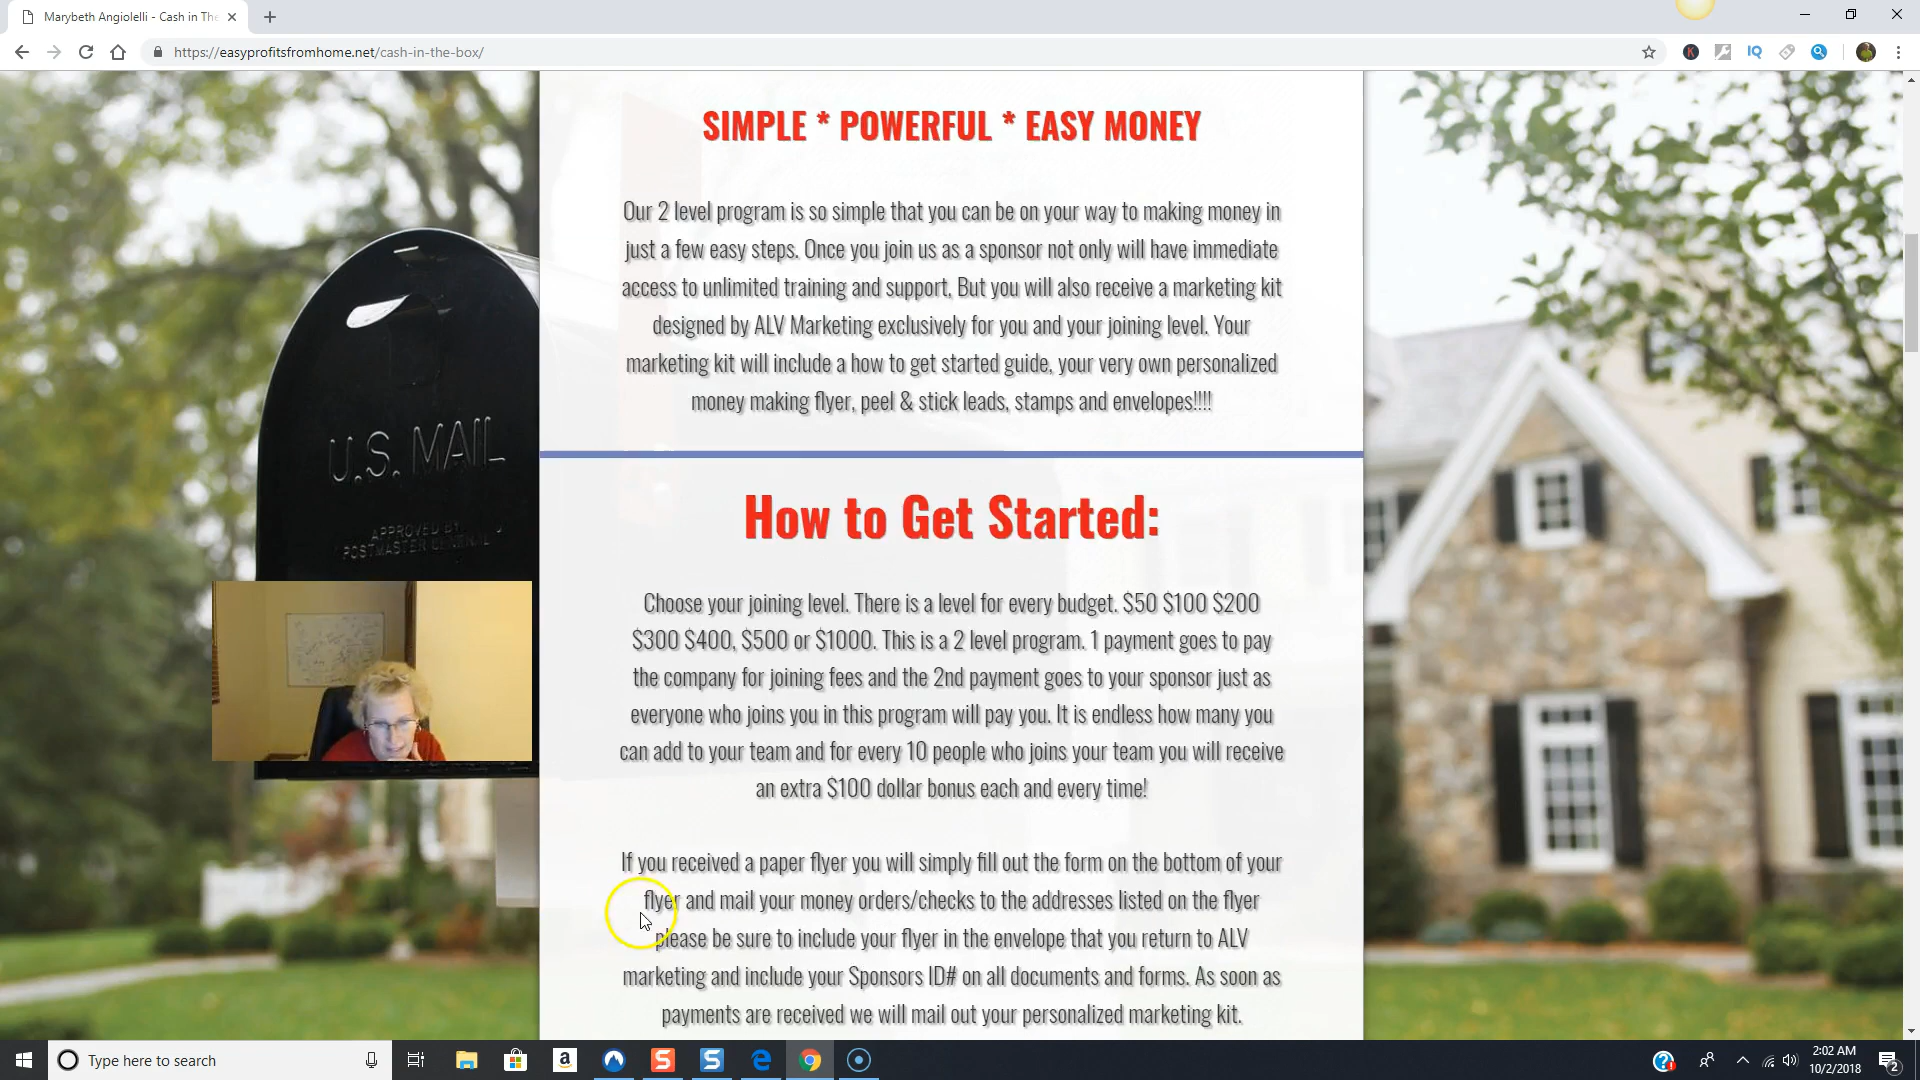 Marybeth Angiolelli - Cash in The
https://easyprofitsfromhome.net/cash-in-the-box/
K
IQ
SIMPLE * POWERFUL * EASY MONEY
Our 2 level program is so simple that you can be on your way to making money in
just a few easy steps. Once you join us as a sponsor not only will have immediate
access to unlimited training and support, But you will also receive a marketing kit
designed by ALV Marketing exclusively for you and your joining level. Your
marketing kit will include a how to get started guide, your very own personalized
money making flyer, peel & stick leads, stamps and envelopes!!!!
U.S. MAIL
APPROVED BY
POSTMASTER GENERAL
How to Get Started:
Choose your joining level. There is a level for every budget. $50 $100 $200
$300 $400, $500 or $1000. This is a 2 level program. 1 payment goes to pay
the company for joining fees and the 2nd payment goes to your sponsor just as
everyone who joins you in this program will pay you. It is endless how many you
can add to your team and for every 10 people who joins your team you will receive
an extra $100 dollar bonus each and every time!
If you received a paper flyer you will simply fill out the form on the bottom of your
flyer and mail your money orders/checks to the addresses listed on the flyer
please be sure to include your flyer in the envelope that you return to ALV
marketing and include your Sponsors ID# on all documents and forms. As soon as
payments are received we will mail out your personalized marketing kit.
Type here to search
2:02 AM
10/2/2018
2